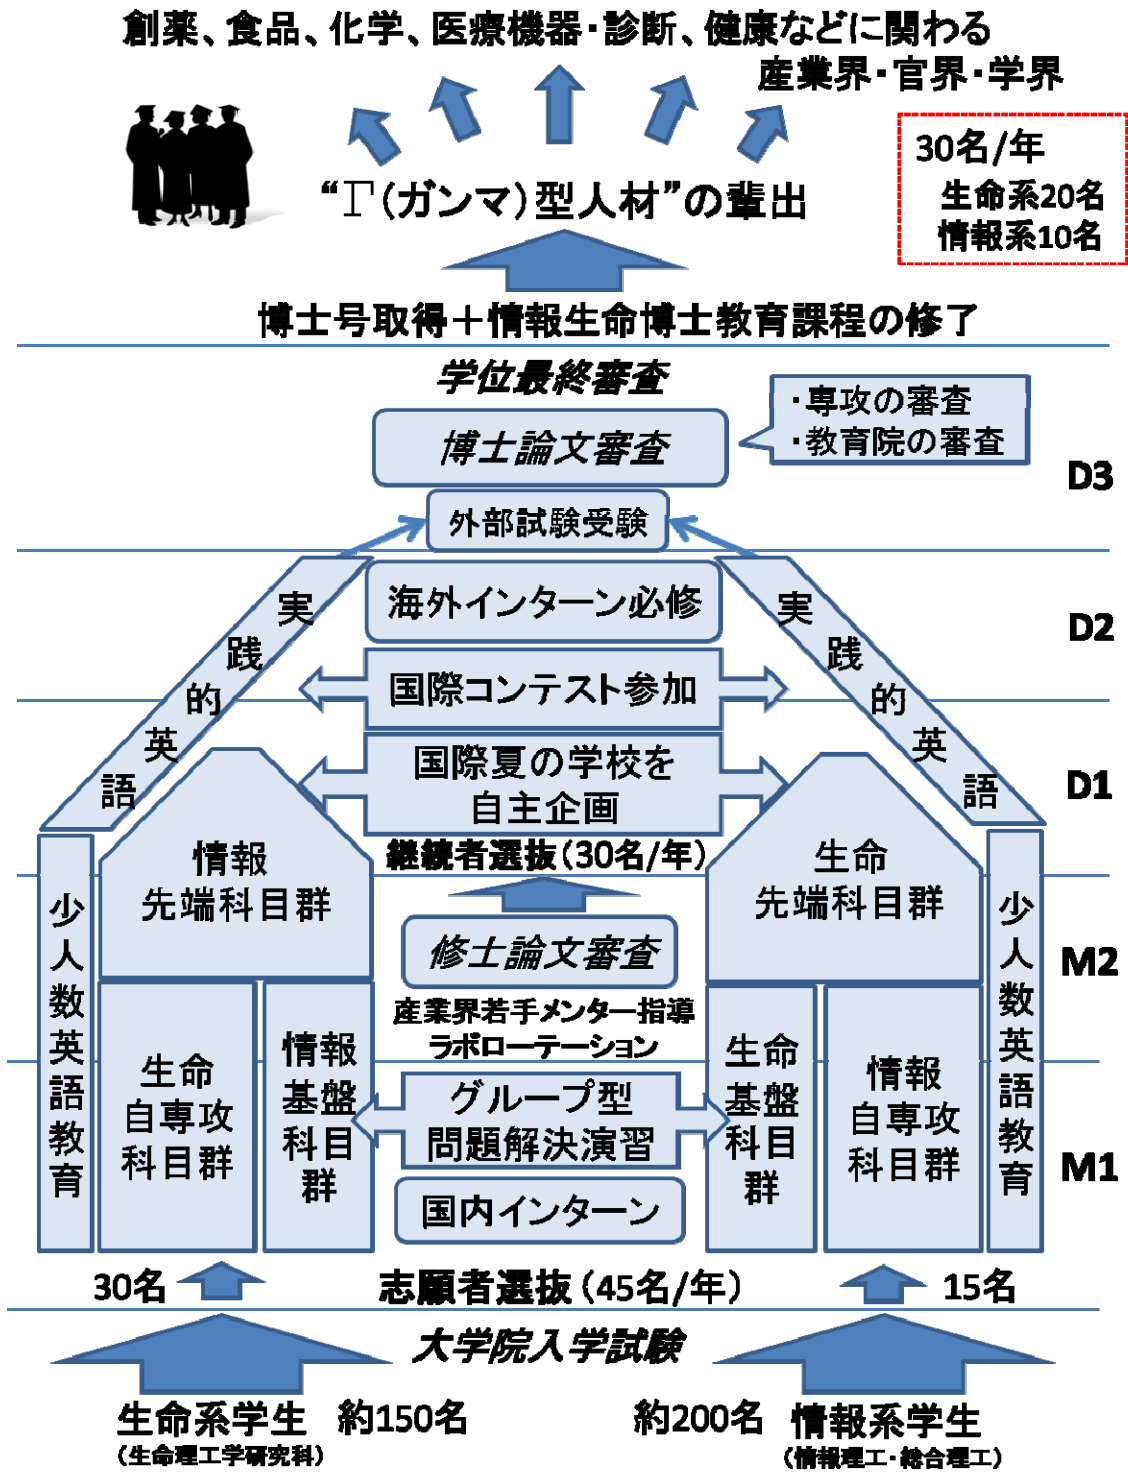 創薬、食品、化学、医療機器・診断、健康などに関わる
産業界・官界・学界
30名/年
生命系20名
情報系10名
“Γ(ガンマ)型人材”の輩出
博士号取得＋情報生命博士教育課程の修了
学位最終審査
博士論文審査
・専攻の審査
・教育院の審査
D3
外部試験受験
海外インターン必修
D2
実践的英語
実践的英語
国際コンテスト参加
国際夏の学校を
自主企画
D1
継続者選抜(30名/年)
情報
先端科目群
生命
先端科目群
少人数英語教育
少人数英語教育
修士論文審査
M2
産業界若手メンター指導
ラボローテーション
生命
自専攻
科目群
情報
基盤
科目
群
生命
基盤
科目
群
情報
自専攻
科目群
グループ型
問題解決演習
国内インターン
M1
30名
志願者選抜(45名/年)
15名
大学院入学試験
生命系学生
約150名
約200名
情報系学生
(生命理工学研究科)
(情報理工・総合理工)